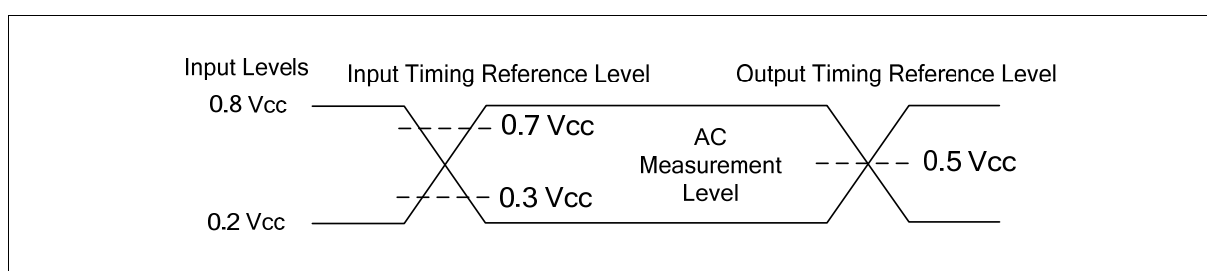 Input Levels
Input Timing Reference Level
Output Timing Reference Level
0.8 Vcc
0.7 Vcc
AC
Measurement
Level
0.5 Vcc
0.3 Vcc
0.2 Vcc